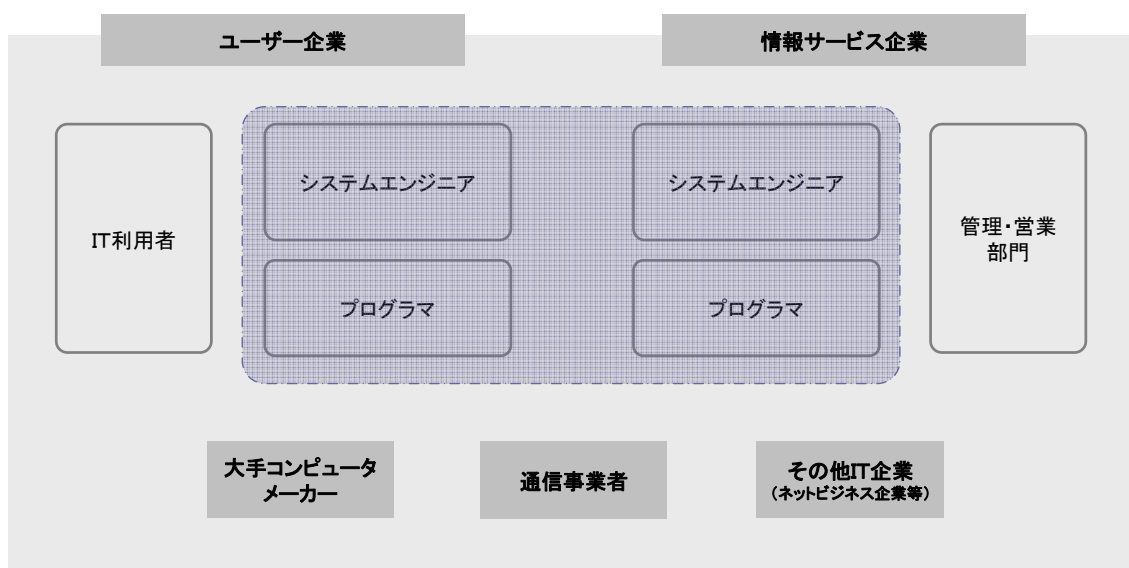 ユーザー企業
情報サービス企業
IT利用者
システムエンジニア
プログラマ
システムエンジニア
プログラマ
管理・営業
部門
大手コンピュータ
メーカー
通信事業者
その他IT企業
（ネットビジネス企業等）